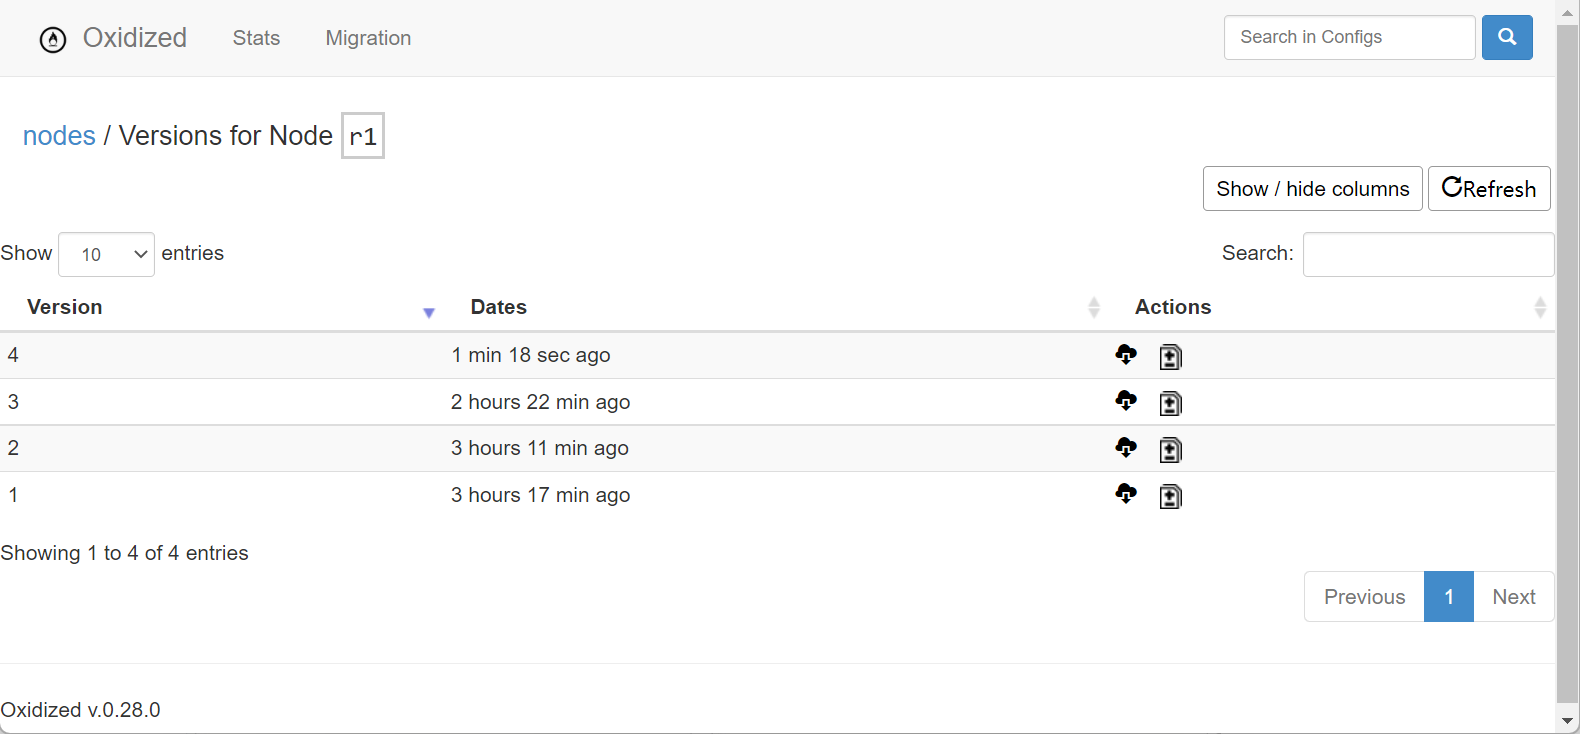 Oxidized Stats Migration Search in Configs
nodes / Versions for Node r1
Show / hide columns Refresh
Show 10 entries Search:
Version Dates Actions
4 1 min 18 sec ago
3 2 hours 22 min ago
2 3 hours 11 min ago
1 3 hours 17 min ago
Showing 1 to 4 of 4 entries
Previous 1 Next
Oxidized v.0.28.0